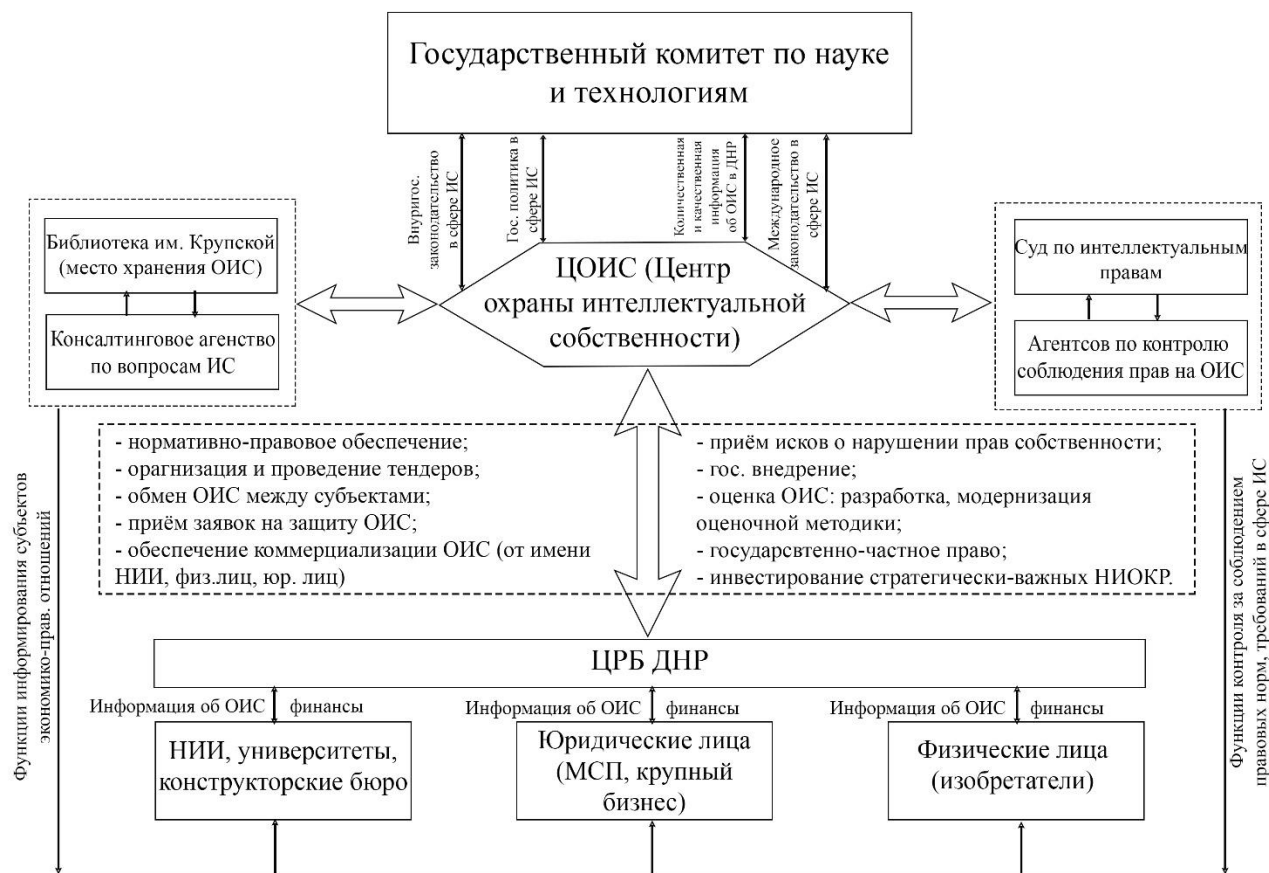 Государственный комитет по науке
и технологиям
Внуригос.
законодательство
в сфере ИС
Гос. политика в
сфере ИС
Количественная
и качественная
информация
об ОИС в ДНР
Международное
законодательство в
сфере ИС
Библиотека им. Крупской
(место хранения ОИС)
Консалтинговое агенство
по вопросам ИС
ЦОИС (Центр
охраны интеллектуальной
собственности)
Суд по интеллектуальным
правам
Агентсов по контролю
соблюдения прав на ОИС
- нормативно-правовое обеспечение;
- орагнизация и проведение тендеров;
- обмен ОИС между субъектами;
- приём заявок на защиту ОИС;
- обеспечение коммерциализации ОИС (от имени
НИИ, физ.лиц, юр. лиц)
- приём исков о нарушении прав собственности;
- гос. внедрение;
- оценка ОИС: разработка, модернизация
оценочной методики;
- государсвтенно-частное право;
- инвестирование стратегически-важных НИОКР.
Функции информирования субъектов
экономико-прав. отношений
Функции контроля за соблюдением
правовых норм, требований в сфере ИС
ЦРБ ДНР
Информация об ОИС финансы
Информация об ОИС финансы
Информация об ОИС финансы
НИИ, университеты,
конструкторские бюро
Юридические лица
(МСП, крупный
бизнес)
Физические лица
(изобретатели)